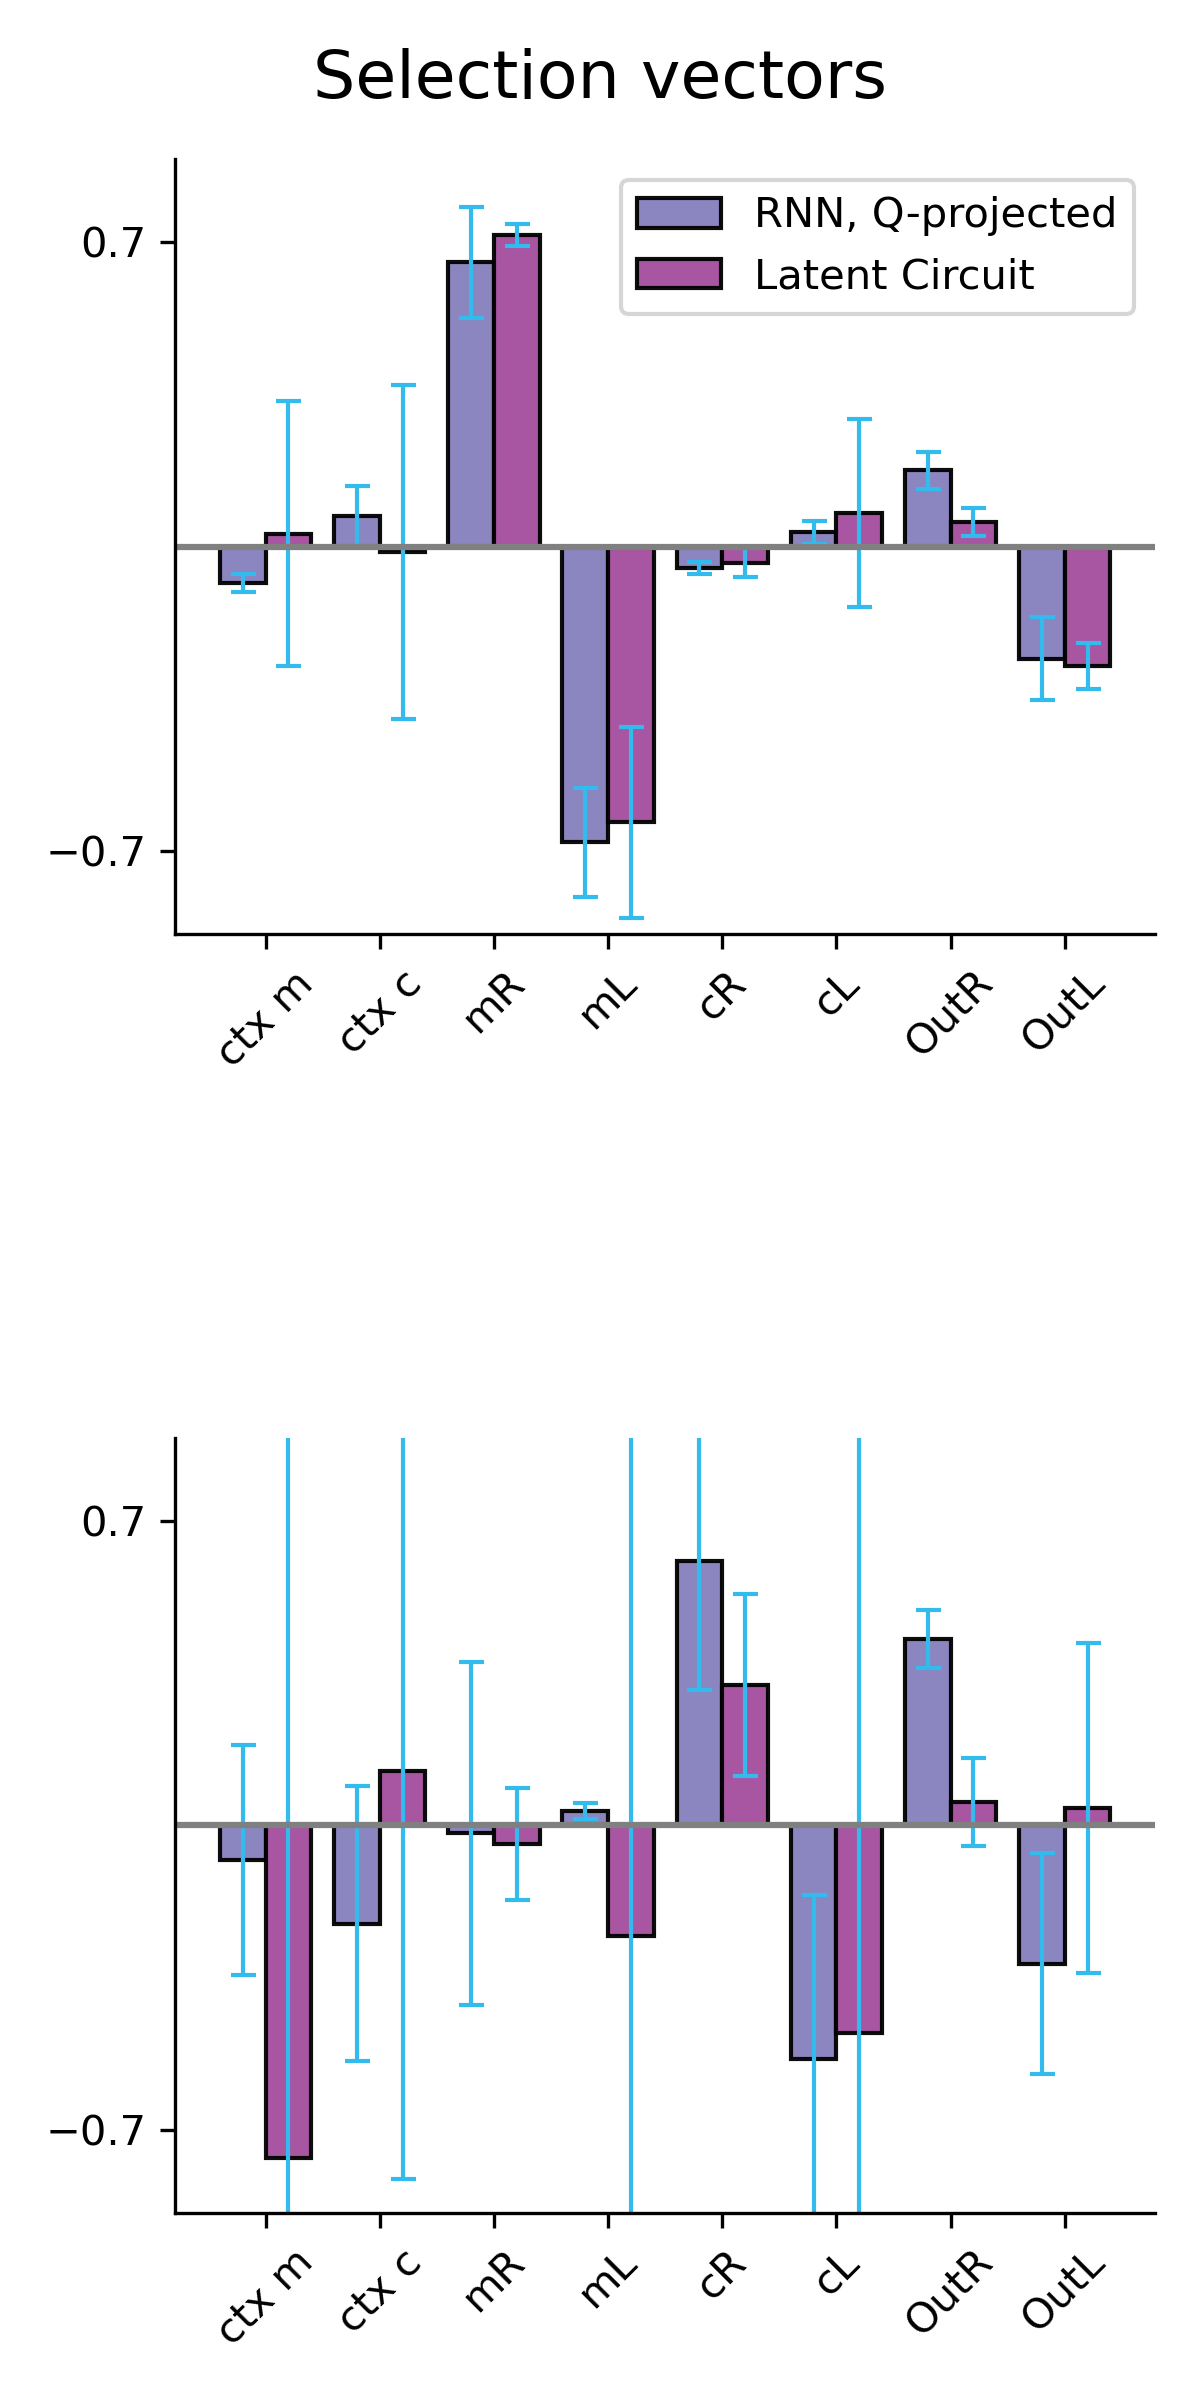 Selection vectors
0.7
−0.7
RNN, Q-projected
Latent Circuit
ctx m
ctx c
mR
mL
cR
cL
OutR
OutL
0.7
−0.7
ctx m
ctx c
mR
mL
cR
cL
OutR
OutL